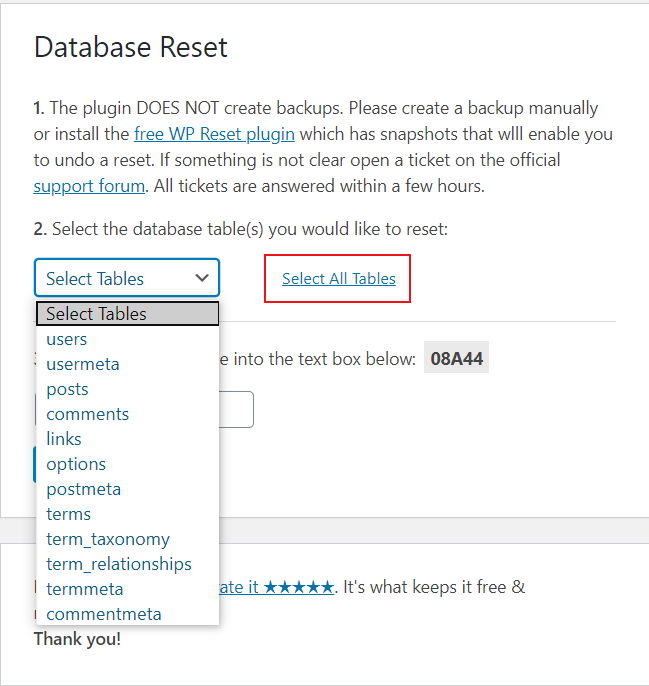 Database Reset
1. The plugin DOES NOT create backups. Please create a backup manually
or install the free WP Reset plugin which has snapshots that wlll enable you
to undo a reset. If something is not clear open a ticket on the official
support forum. All tickets are answered within a few hours.
2. Select the database table(s) you would like to reset:
Select Tables
Select All Tables
Select Tables
users
usermeta
posts
comments
links
options
postmeta
terms
term_taxonomy
term_relationships
termmeta
commentmeta
into the text box below: 08A44
it ★★★★★. It's what keeps it free &
Thank you!